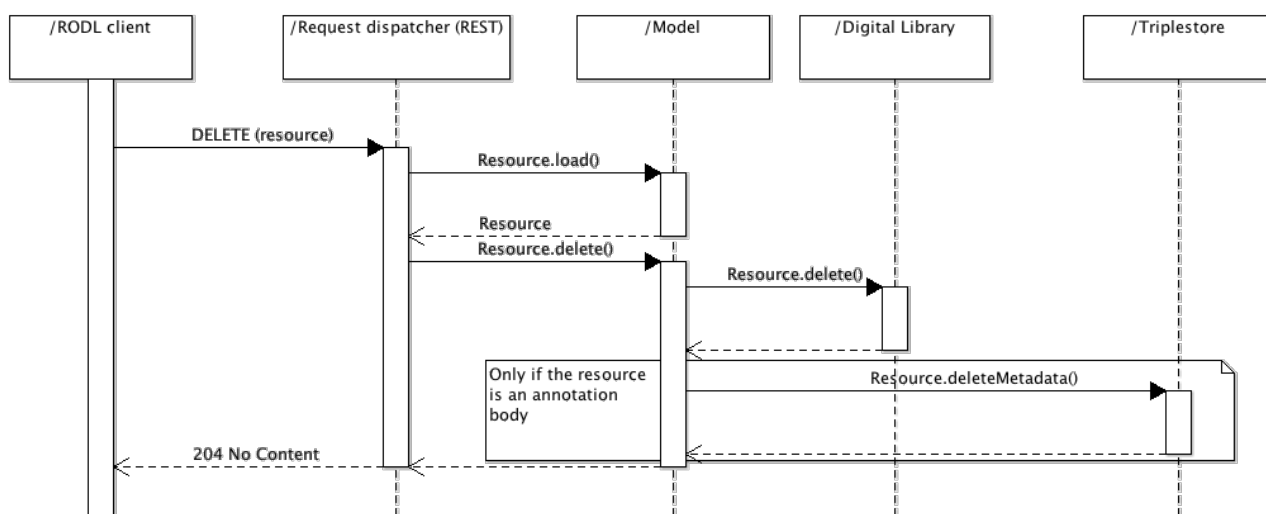 /RODL client
/Request dispatcher (REST)
/Model
/Digital Library
/Triplestore
DELETE (resource)
Resource.load()
Resource
Resource.delete()
Resource.delete()
Only if the resource
is an annotation
body
Resource.deleteMetadata()
204 No Content